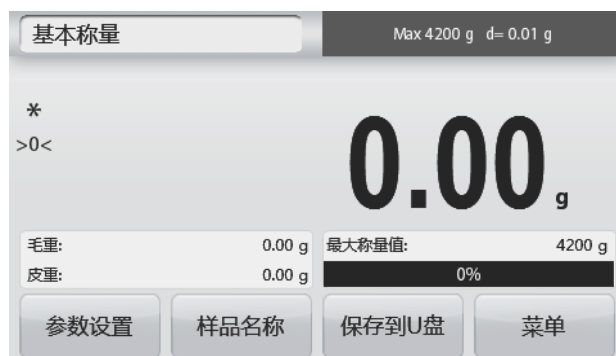 基本称量
Max 4200 g d= 0.01 g
*
>0<
0.00 g
毛重: 0.00 g
皮重: 0.00 g
最大称量值: 4200 g
0%
参数设置
样品名称
保存到U盘
菜单